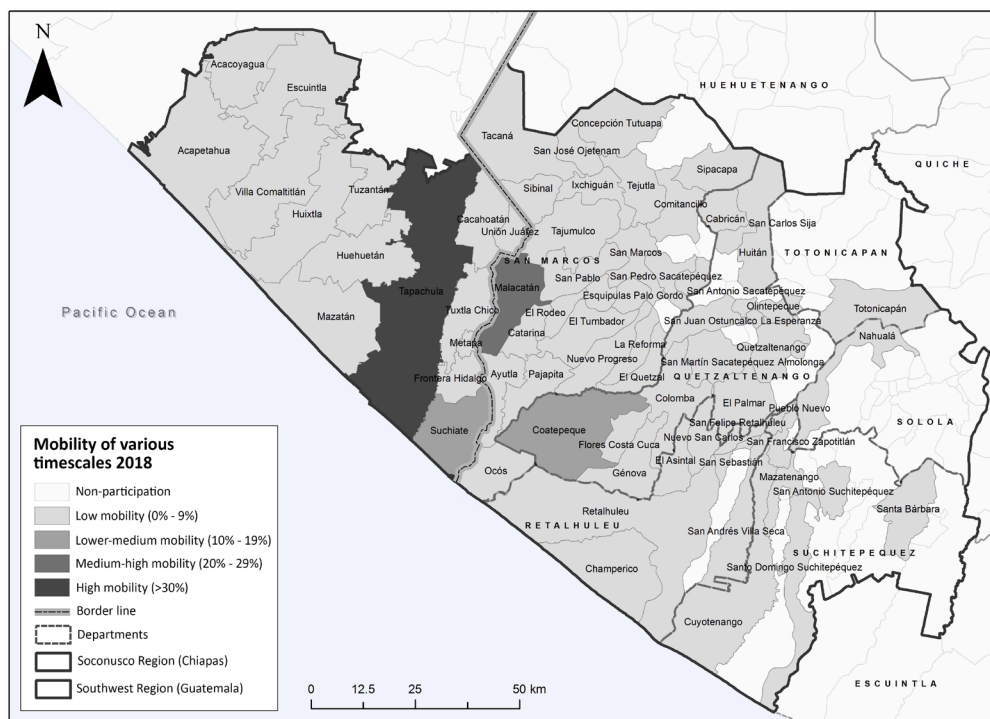 N
Acacoyagua
Escuintla
Acapetahua
Villa Comaltitlán
Tuzantán
Huixtla
Huehuetán
Mazatán
Tapachula
Cacahoatán
Unión Juárez
Tuxtla Chico
Metapa
Frontera Hidalgo
Suchiate
Pacific Ocean
HUEHUETENANGO
QUICHE
TOTONICAPAN
SAN MARCOS
QUETZALTENANGO
SOLOLA
RETALHULEU
SUCHITEPEQUEZ
ESCUINTLA
Tacaná
Concepción Tutuapa
San José Ojetenam
Sipacapa
Sibinal
Ixchiguán
Tejutla
Comitancillo
Cabricán
San Carlos Sija
Tajumulco
San Marcos
Huitán
Malacatán
San Pablo
San Pedro Sacatepéquez
San Antonio Sacatepéquez
Esquipulas Palo Gordo
Olintepeque
Totonicapán
El Rodeo
El Tumbador
San Juan Ostuncalco
La Esperanza
Catarina
Nahualá
La Reforma
Quetzaltenango
Nuevo Progreso
San Martín Sacatepéquez
Almolonga
Ayutla
Pajapita
El Quetzal
Colomba
El Palmar
Pueblo Nuevo
San Felipe Retalhuleu
Coatepeque
Flores Costa Cuca
Nuevo San Carlos
San Francisco Zapotitlán
Ocós
Génova
El Asintal
San Sebastián
Mazatenango
San Antonio Suchitepéquez
Santa Bárbara
Retalhuleu
San Andrés Villa Seca
Champerico
Santo Domingo Suchitepéquez
Cuyotenango
Mobility of various
timescales 2018
Non-participation
Low mobility (0% - 9%)
Lower-medium mobility (10% - 19%)
Medium-high mobility (20% - 29%)
High mobility (>30%)
Border line
Departments
Soconusco Region (Chiapas)
Southwest Region (Guatemala)
0 12.5 25 50 km